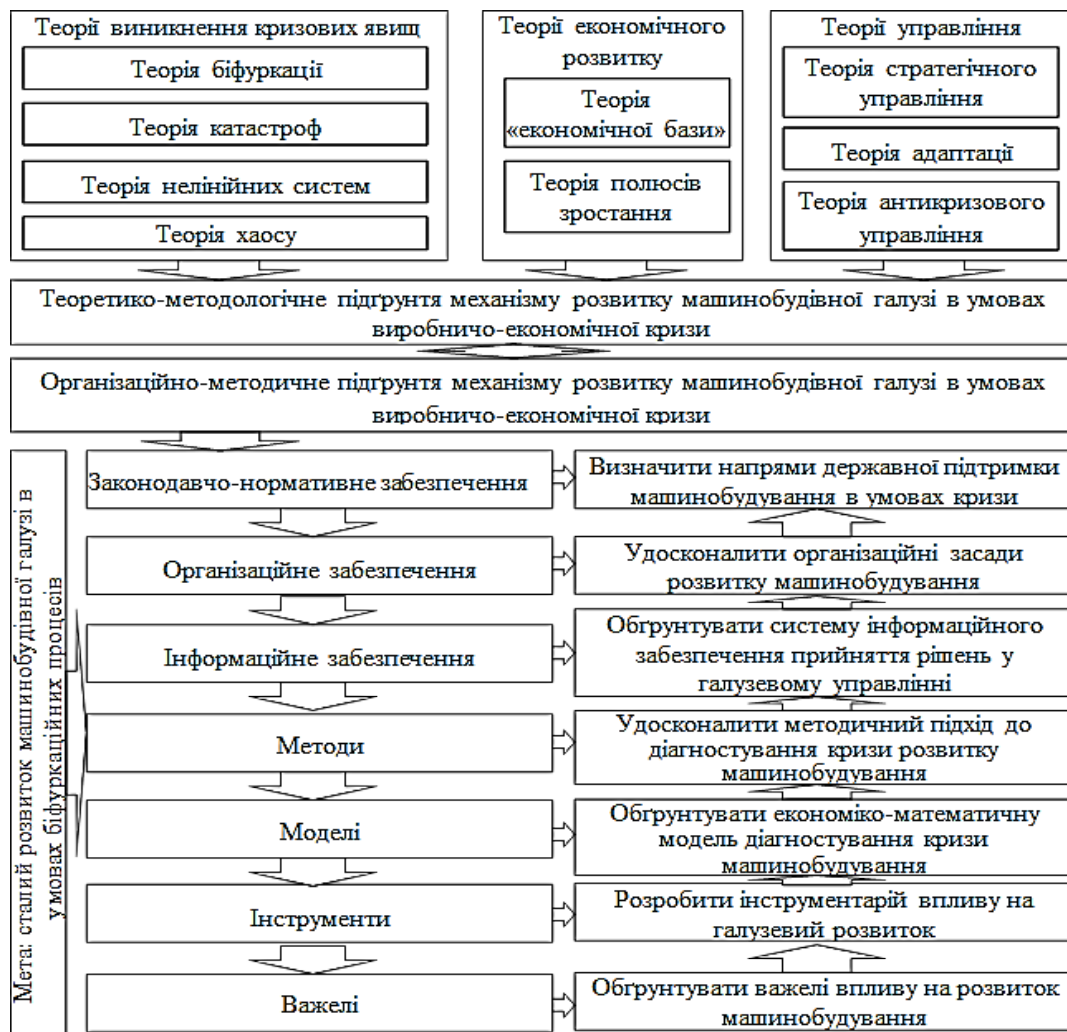 Теорії виникнення кризових явищ
Теорія біфуркації
Теорія катастроф
Теорія нелінійних систем
Теорія хаосу
Теорії економічного
розвитку
Теорія
«економічної бази»
Теорія полюсів
зростання
Теорії управління
Теорія стратегічного
управління
Теорія адаптації
Теорія антикризового
управління
Теоретико-методологічне підґрунтя механізму розвитку машинобудівної галузі в умовах
виробничо-економічної кризи
Організаційно-методичне підґрунтя механізму розвитку машинобудівної галузі в умовах
виробничо-економічної кризи
Мета: сталий розвиток машинобудівної галузі в
умовах біфуркаційних процесів
Законодавчо-нормативне забезпечення
Визначити напрями державної підтримки
машинобудування в умовах кризи
Організаційне забезпечення
Удосконалити організаційні засади
розвитку машинобудування
Інформаційне забезпечення
Обґрунтувати систему інформаційного
забезпечення прийняття рішень у
галузевому управлінні
Методи
Удосконалити методичний підхід до
діагностування кризи розвитку
машинобудування
Моделі
Обґрунтувати економіко-математичну
модель діагностування кризи
машинобудування
Інструменти
Розробити інструментарій впливу на
галузевий розвиток
Важелі
Обґрунтувати важелі впливу на розвиток
машинобудування